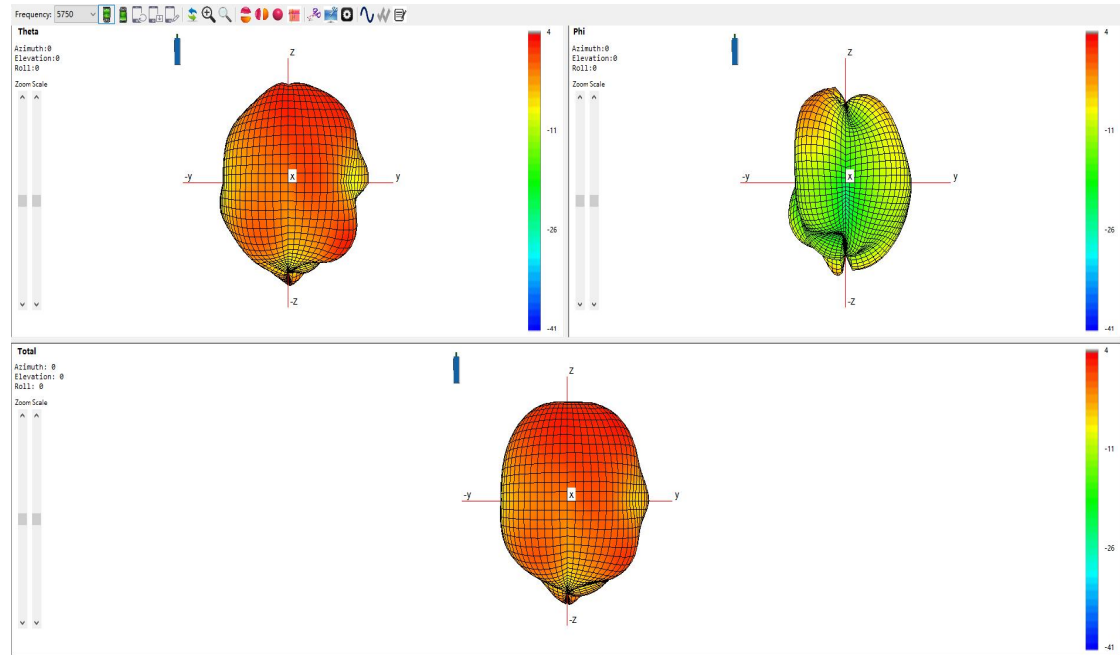 Frequency: 5750
Theta
Azimuth:0
Elevation:0
Roll:0
Zoom Scale
Z
-y
X
y
-Z
4
-11
-26
-41
Phi
Azimuth:0
Elevation:0
Roll:0
Zoom Scale
Z
-y
X
y
-Z
4
-11
-26
-41
Total
Azimuth: 0
Elevation: 0
Roll: 0
Zoom Scale
Z
-y
X
y
-Z
4
-11
-26
-41